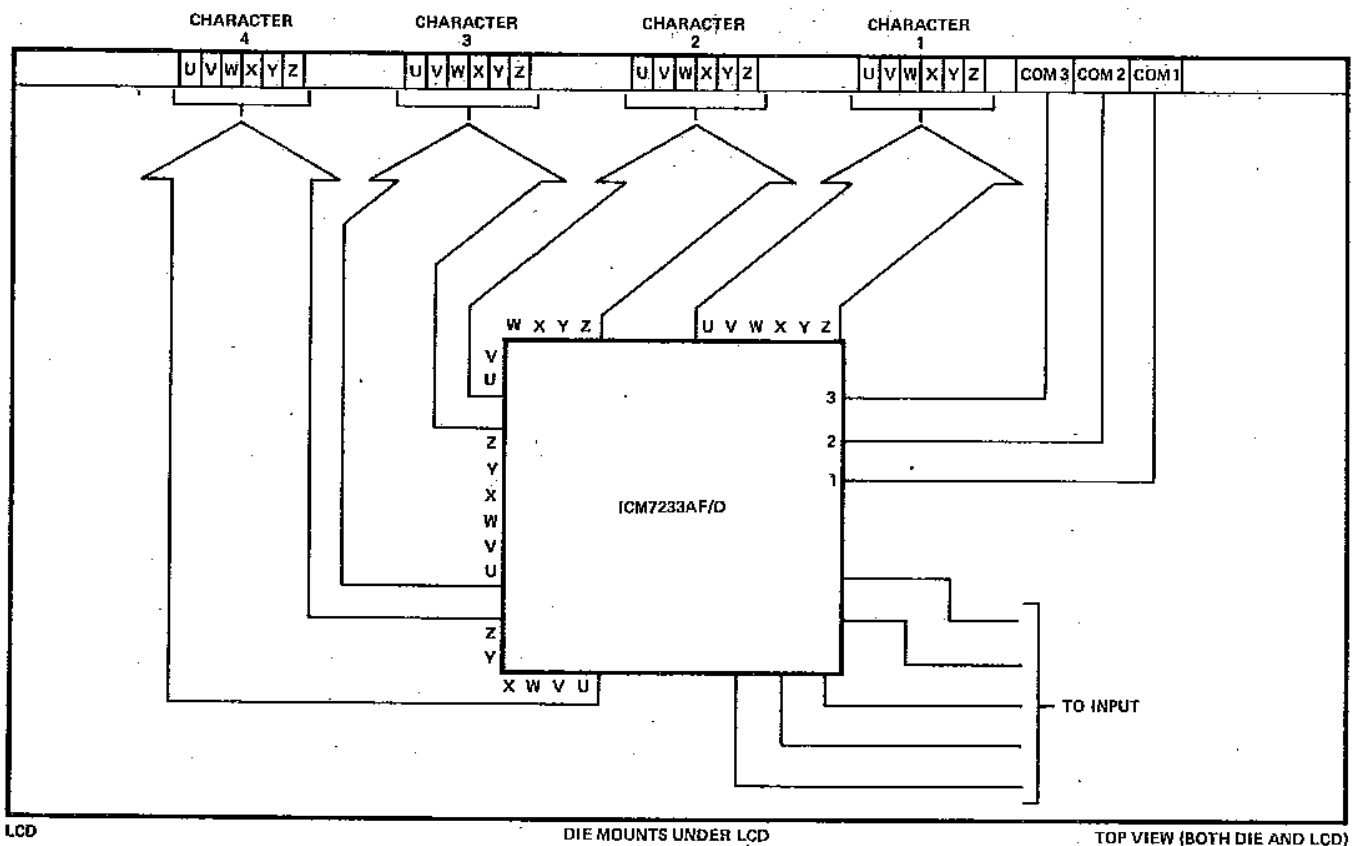 CHARACTER 4
CHARACTER 3
CHARACTER 2
CHARACTER 1
U V W X Y Z
U V W X Y Z
U V W X Y Z
U V W X Y Z
COM 3 COM 2 COM 1
W X Y Z
U V W X Y Z
V
U
3
Z
2
Y
1
X
ICM7233AF/D
W
V
U
Z
Y
X W V U
TO INPUT
LCD
DIE MOUNTS UNDER LCD
TOP VIEW (BOTH DIE AND LCD)